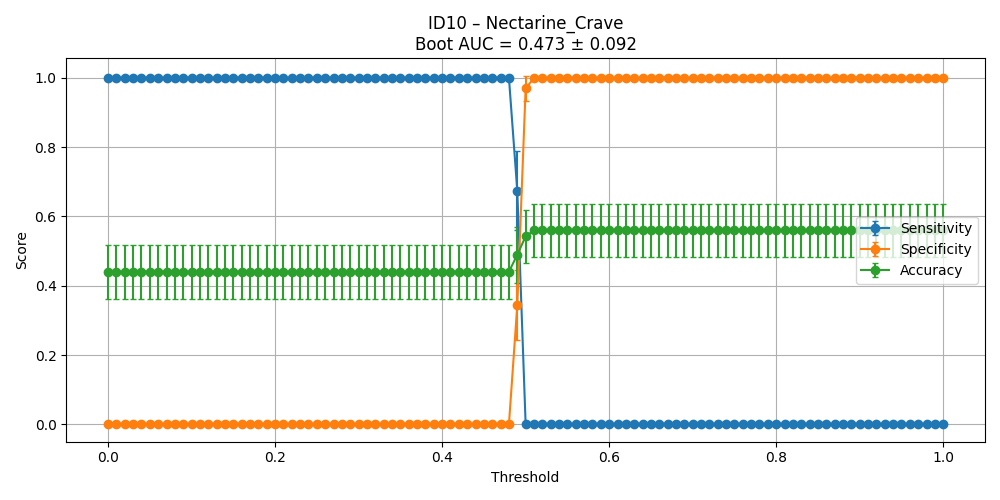 ID10 – Nectarine_Crave
Boot AUC = 0.473 ± 0.092
1.0
0.8
0.6
0.4
0.2
0.0
Score
Sensitivity
Specificity
Accuracy
0.0 0.2 0.4 0.6 0.8 1.0
Threshold